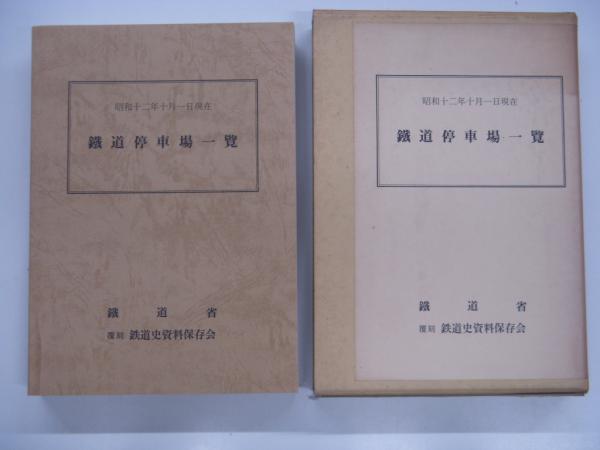 昭和十二年十月一日現在
鐵道停車場一覽
鐵道省
覆刻 鉄道史資料保存会
昭和十二年十月一日現在
鐵道停車場一覽
鐵道省
覆刻 鉄道史資料保存会